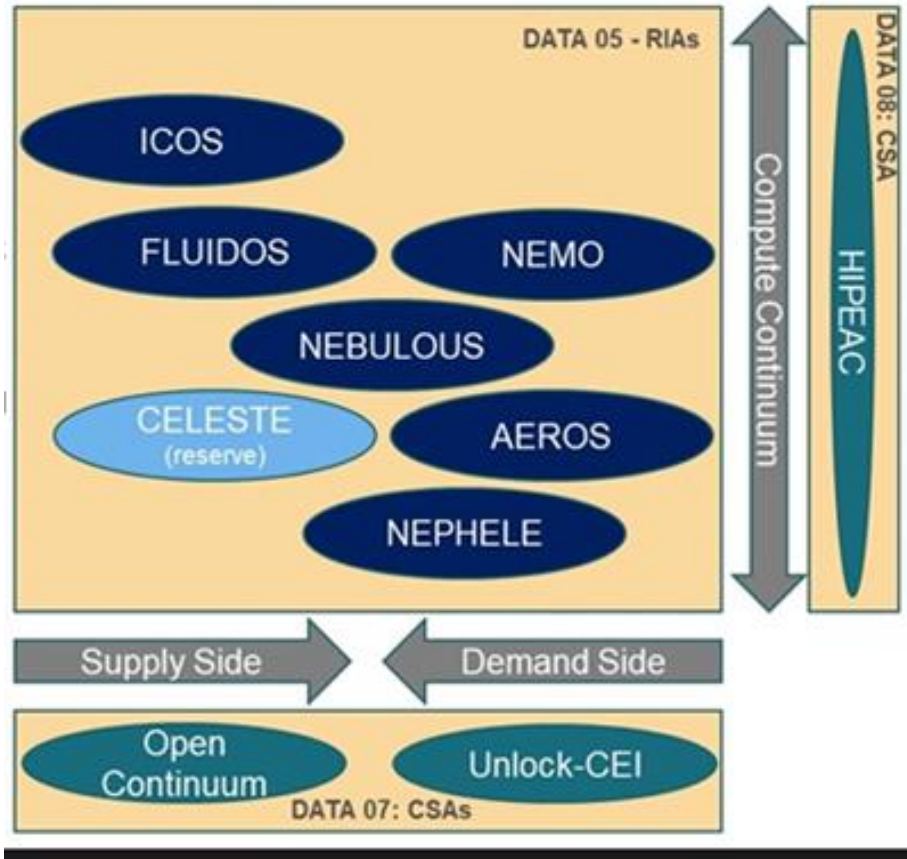 DATA 05 - RIAs
ICOS
FLUIDOS
NEMO
NEBULOUS
CELESTE
(reserve)
AEROS
NEPHELE
Compute Continuum
DATA 08: CSA
HIPEAC
Supply Side
Demand Side
Open
Continuum
Unlock-CEI
DATA 07: CSAs